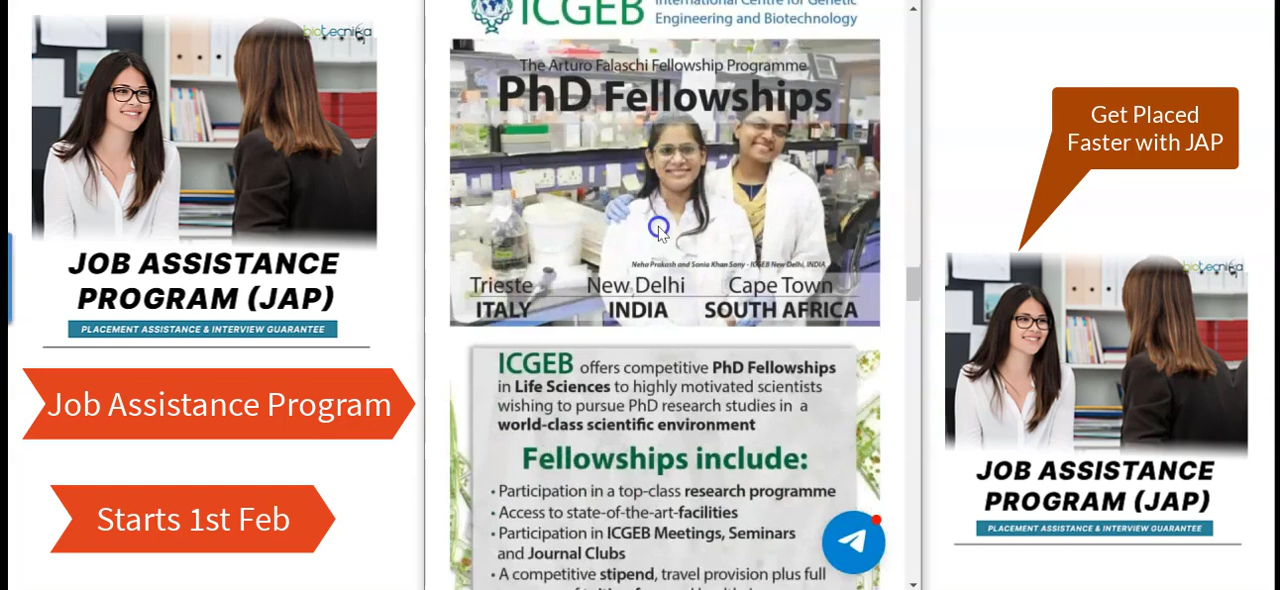 biotecnika
JOB ASSISTANCE
PROGRAM (JAP)
PLACEMENT ASSISTANCE & INTERVIEW GUARANTEE
Job Assistance Program
Starts 1st Feb
ICGEB
International Centre for Genetic
Engineering and Biotechnology
The Arturo Falaschi Fellowship Programme
PhD Fellowships
Neha Prakash and Sonia Khan Sony - ICGEB New Delhi, INDIA
Trieste
ITALY
New Delhi
INDIA
Cape Town
SOUTH AFRICA
ICGEB offers competitive PhD Fellowships
in Life Sciences to highly motivated scientists
wishing to pursue PhD research studies in a
world-class scientific environment
Fellowships include:
• Participation in a top-class research programme
• Access to state-of-the-art-facilities
• Participation in ICGEB Meetings, Seminars
and Journal Clubs
• A competitive stipend, travel provision plus full
Get Placed
Faster with JAP
biotecnika
JOB ASSISTANCE
PROGRAM (JAP)
PLACEMENT ASSISTANCE & INTERVIEW GUARANTEE